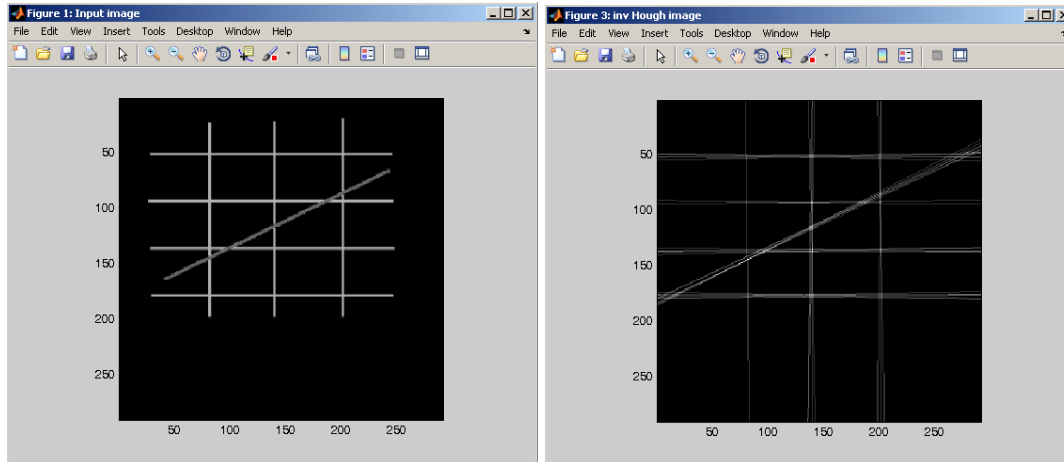 Figure 1: Input image
File Edit View Insert Tools Desktop Window Help
50
100
150
200
250
50 100 150 200 250
Figure 3: inv Hough image
File Edit View Insert Tools Desktop Window Help
50
100
150
200
250
50 100 150 200 250